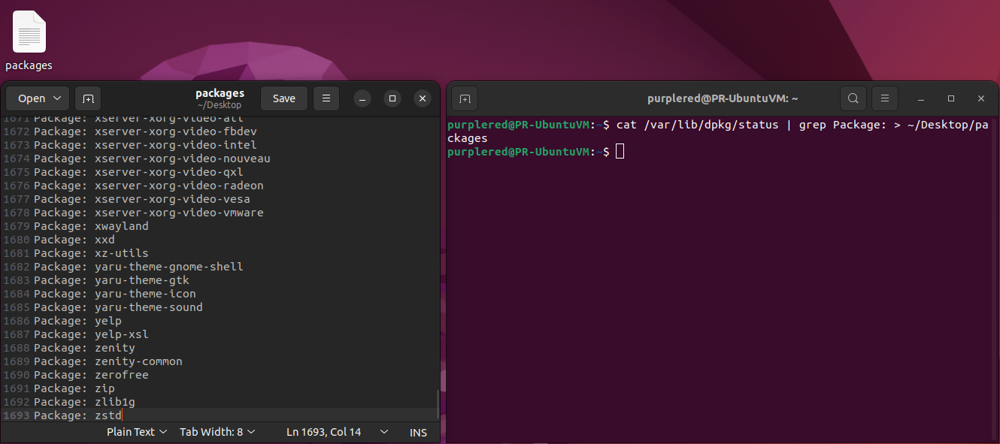 packages
Open
packages
~/Desktop
Save
1671 Package: xserver-xorg-video-all
1672 Package: xserver-xorg-video-fbdev
1673 Package: xserver-xorg-video-intel
1674 Package: xserver-xorg-video-nouveau
1675 Package: xserver-xorg-video-qxl
1676 Package: xserver-xorg-video-radeon
1677 Package: xserver-xorg-video-vesa
1678 Package: xserver-xorg-video-vmware
1679 Package: xwayland
1680 Package: xxd
1681 Package: xz-utils
1682 Package: yaru-theme-gnome-shell
1683 Package: yaru-theme-gtk
1684 Package: yaru-theme-icon
1685 Package: yaru-theme-sound
1686 Package: yelp
1687 Package: yelp-xsl
1688 Package: zenity
1689 Package: zenity-common
1690 Package: zerofree
1691 Package: zip
1692 Package: zlib1g
1693 Package: zstd
Plain Text Tab Width: 8 Ln 1693, Col 14 INS
purplered@PR-UbuntuVM: ~
purplered@PR-UbuntuVM:~$ cat /var/lib/dpkg/status | grep Package: > ~/Desktop/pa
ckages
purplered@PR-UbuntuVM:~$